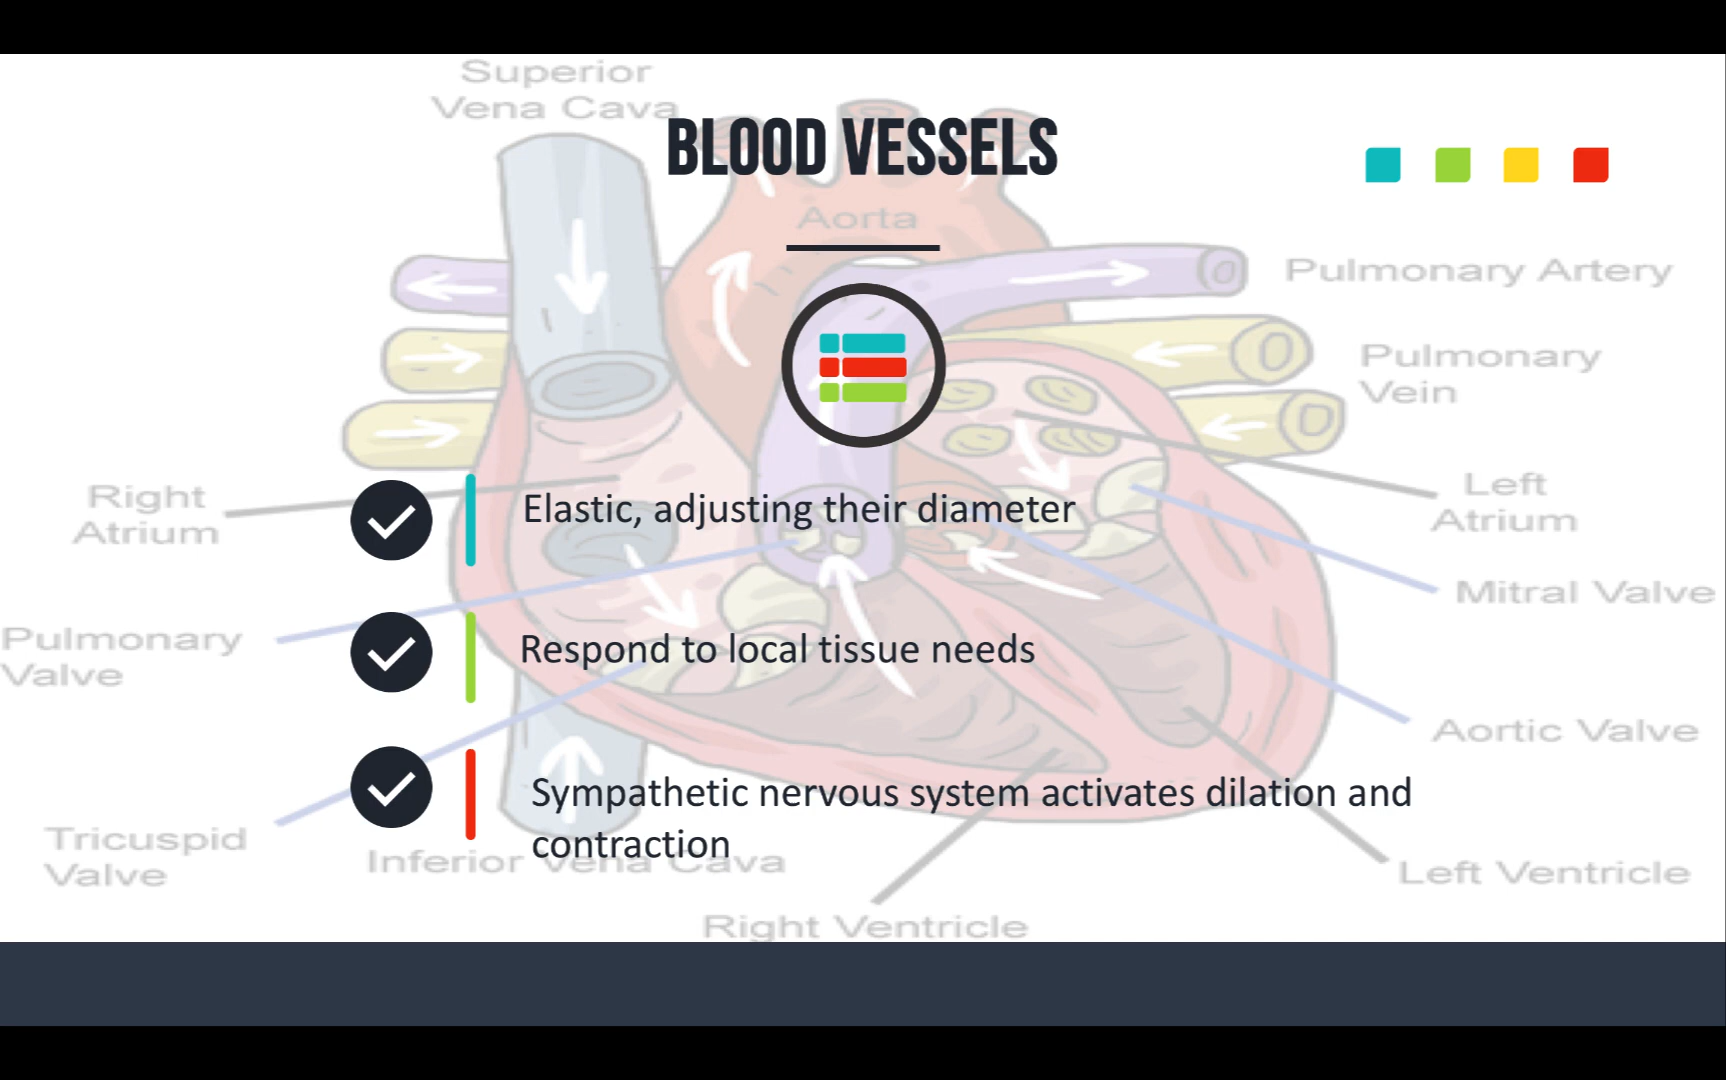 Superior
Vena Cava
BLOOD VESSELS
Aorta
Pulmonary Artery
Pulmonary
Vein
Right
Atrium
Left
Atrium
Elastic, adjusting their diameter
Mitral Valve
Pulmonary
Valve
Respond to local tissue needs
Aortic Valve
Sympathetic nervous system activates dilation and
contraction
Tricuspid
Valve
Inferior Vena Cava
Left Ventricle
Right Ventricle